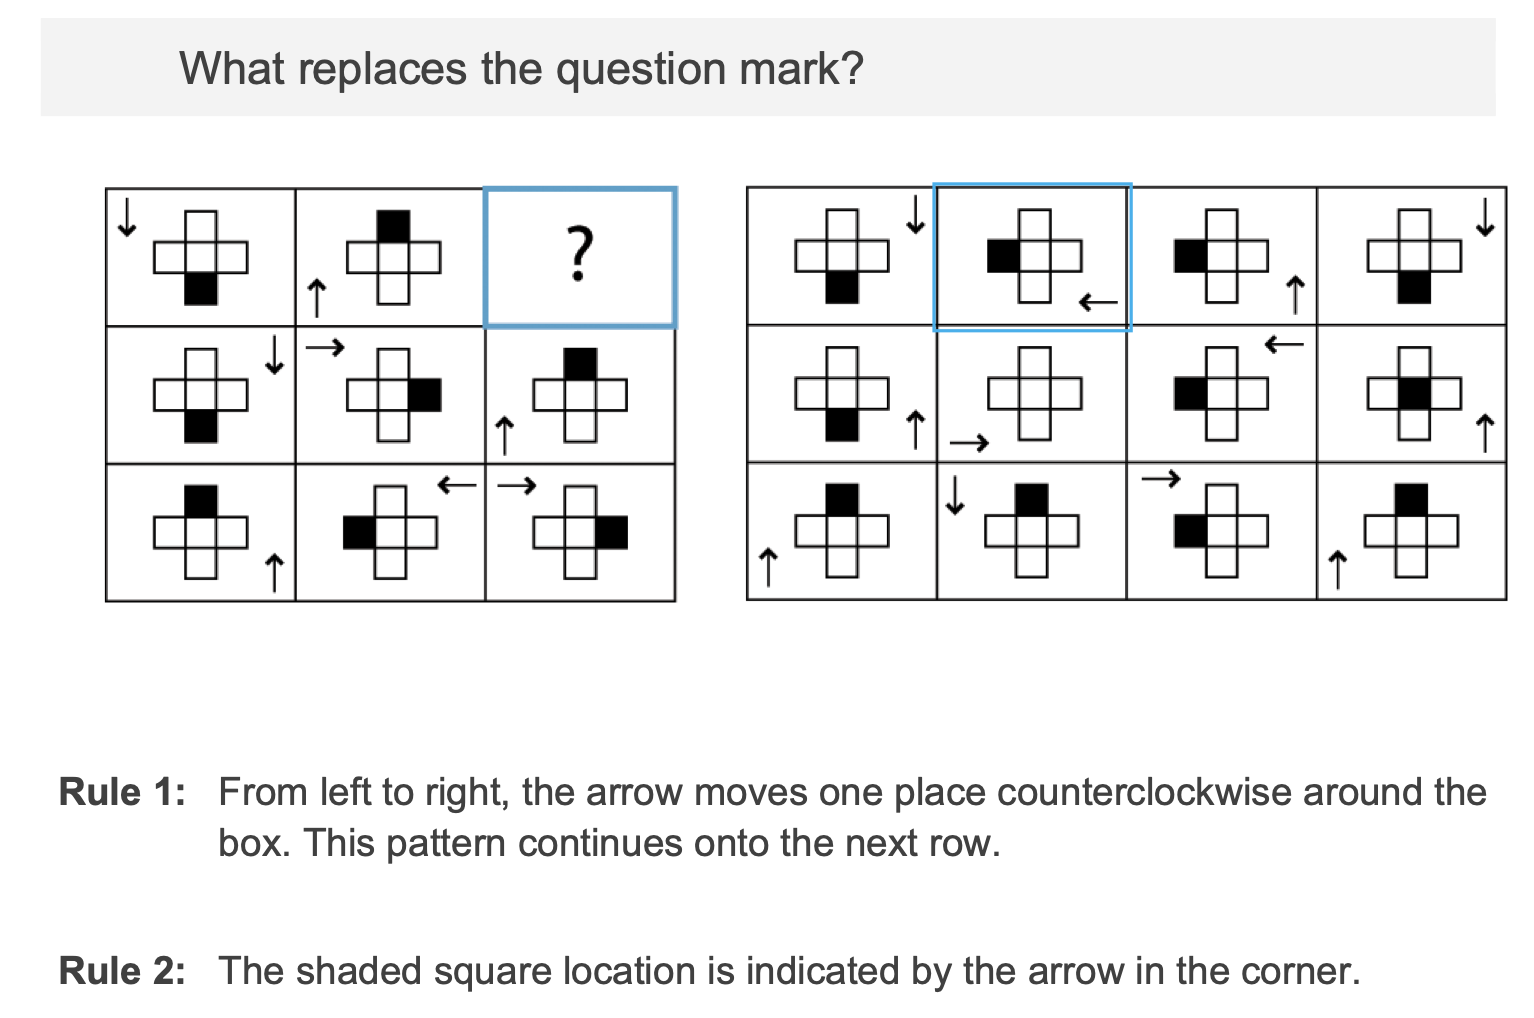 What replaces the question mark?
?
Rule 1: From left to right, the arrow moves one place counterclockwise around the
box. This pattern continues onto the next row.
Rule 2: The shaded square location is indicated by the arrow in the corner.